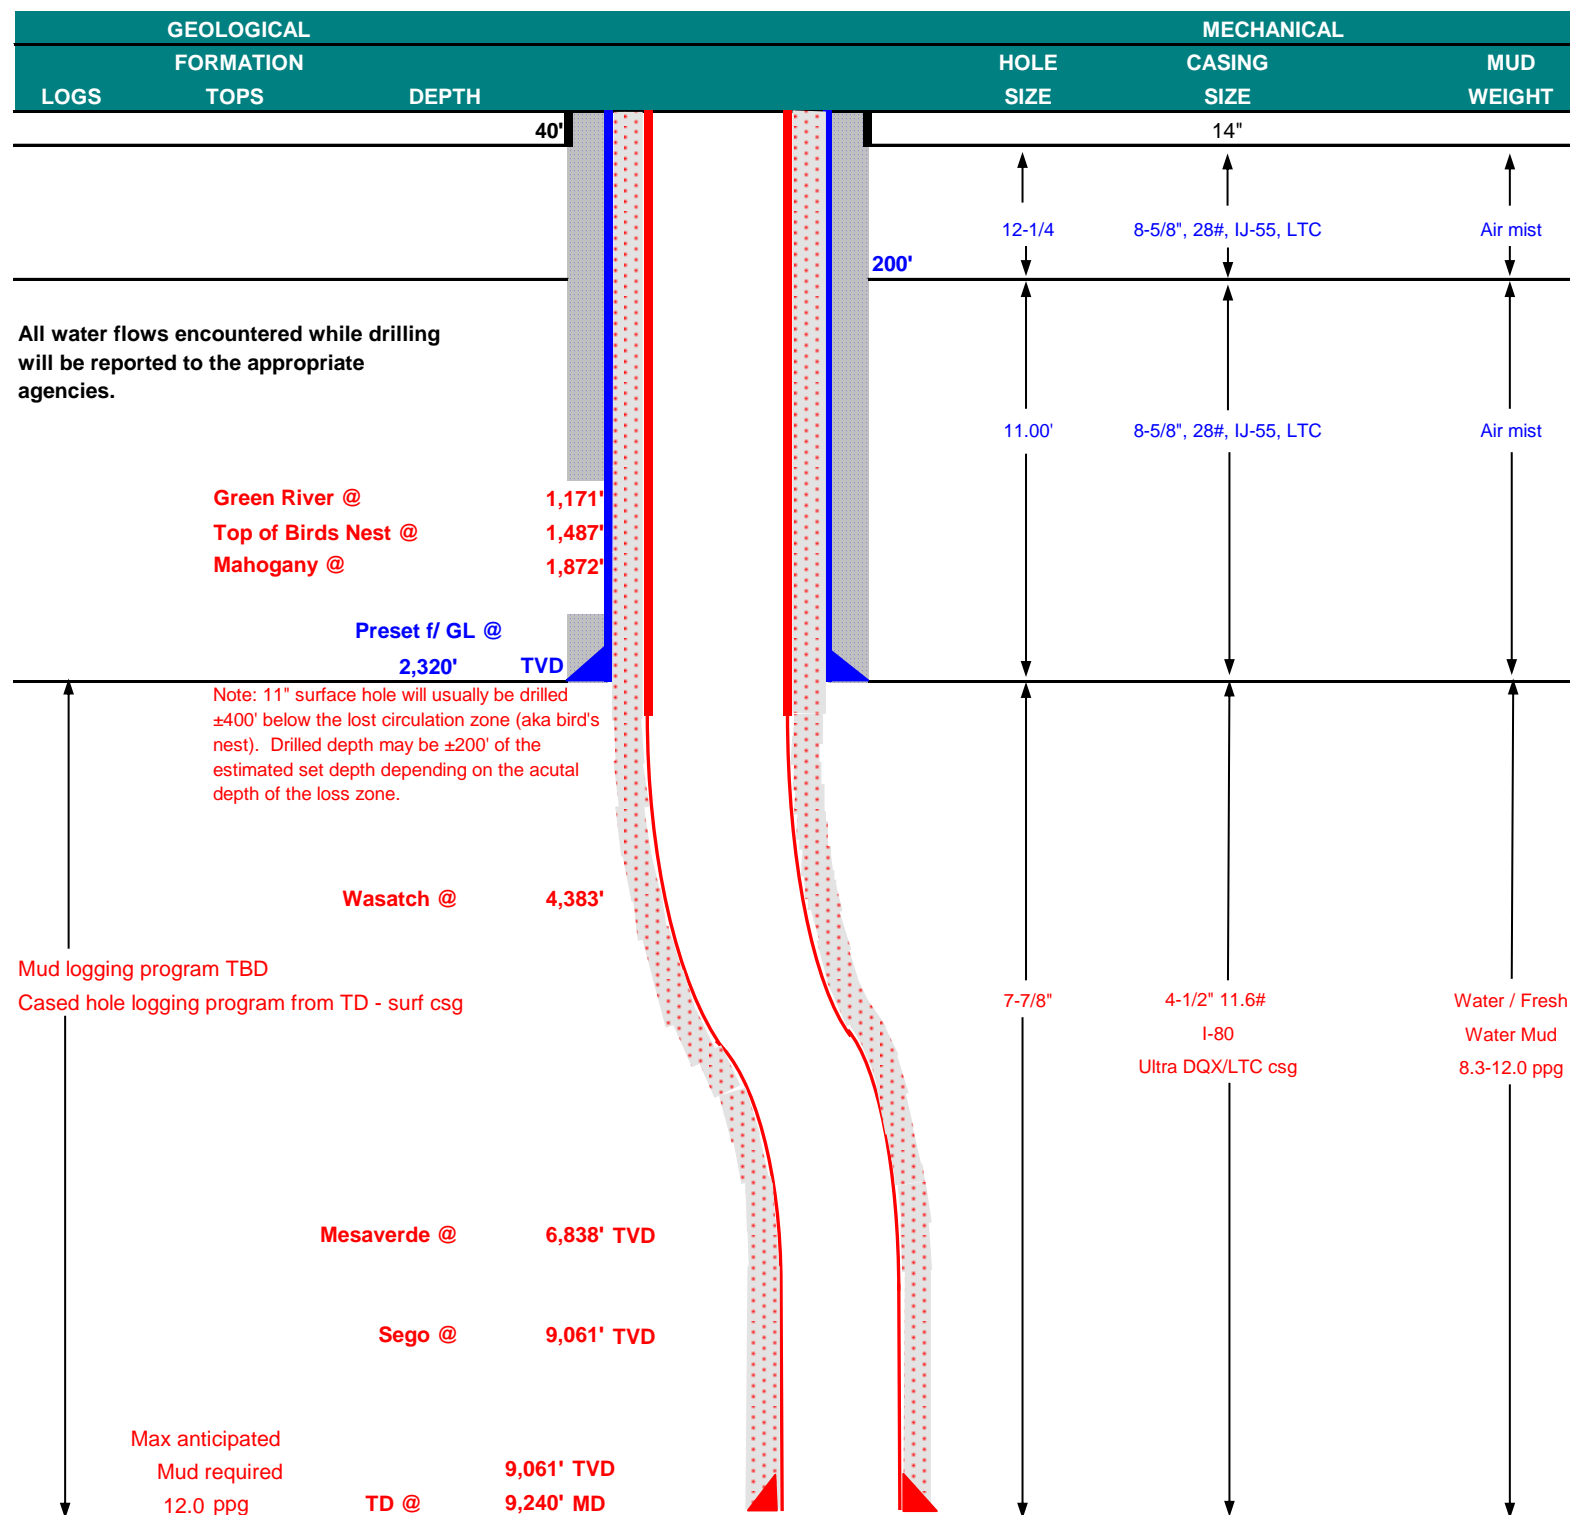 GEOLOGICAL MECHANICAL
FORMATION HOLE CASING MUD
LOGS TOPS DEPTH SIZE SIZE WEIGHT
40' 14"
12-1/4 8-5/8", 28#, IJ-55, LTC Air mist
200'
All water flows encountered while drilling
will be reported to the appropriate
agencies.
11.00' 8-5/8", 28#, IJ-55, LTC Air mist
Green River @ 1,171'
Top of Birds Nest @ 1,487'
Mahogany @ 1,872'
Preset f/ GL @
2,320' TVD
Note: 11" surface hole will usually be drilled
±400' below the lost circulation zone (aka bird's
nest). Drilled depth may be ±200' of the
estimated set depth depending on the acutal
depth of the loss zone.
Wasatch @ 4,383'
Mud logging program TBD
Cased hole logging program from TD - surf csg
7-7/8" 4-1/2" 11.6# Water / Fresh
I-80 Water Mud
Ultra DQX/LTC csg 8.3-12.0 ppg
Mesaverde @ 6,838' TVD
Sego @ 9,061' TVD
Max anticipated
Mud required 9,061' TVD
12.0 ppg TD @ 9,240' MD